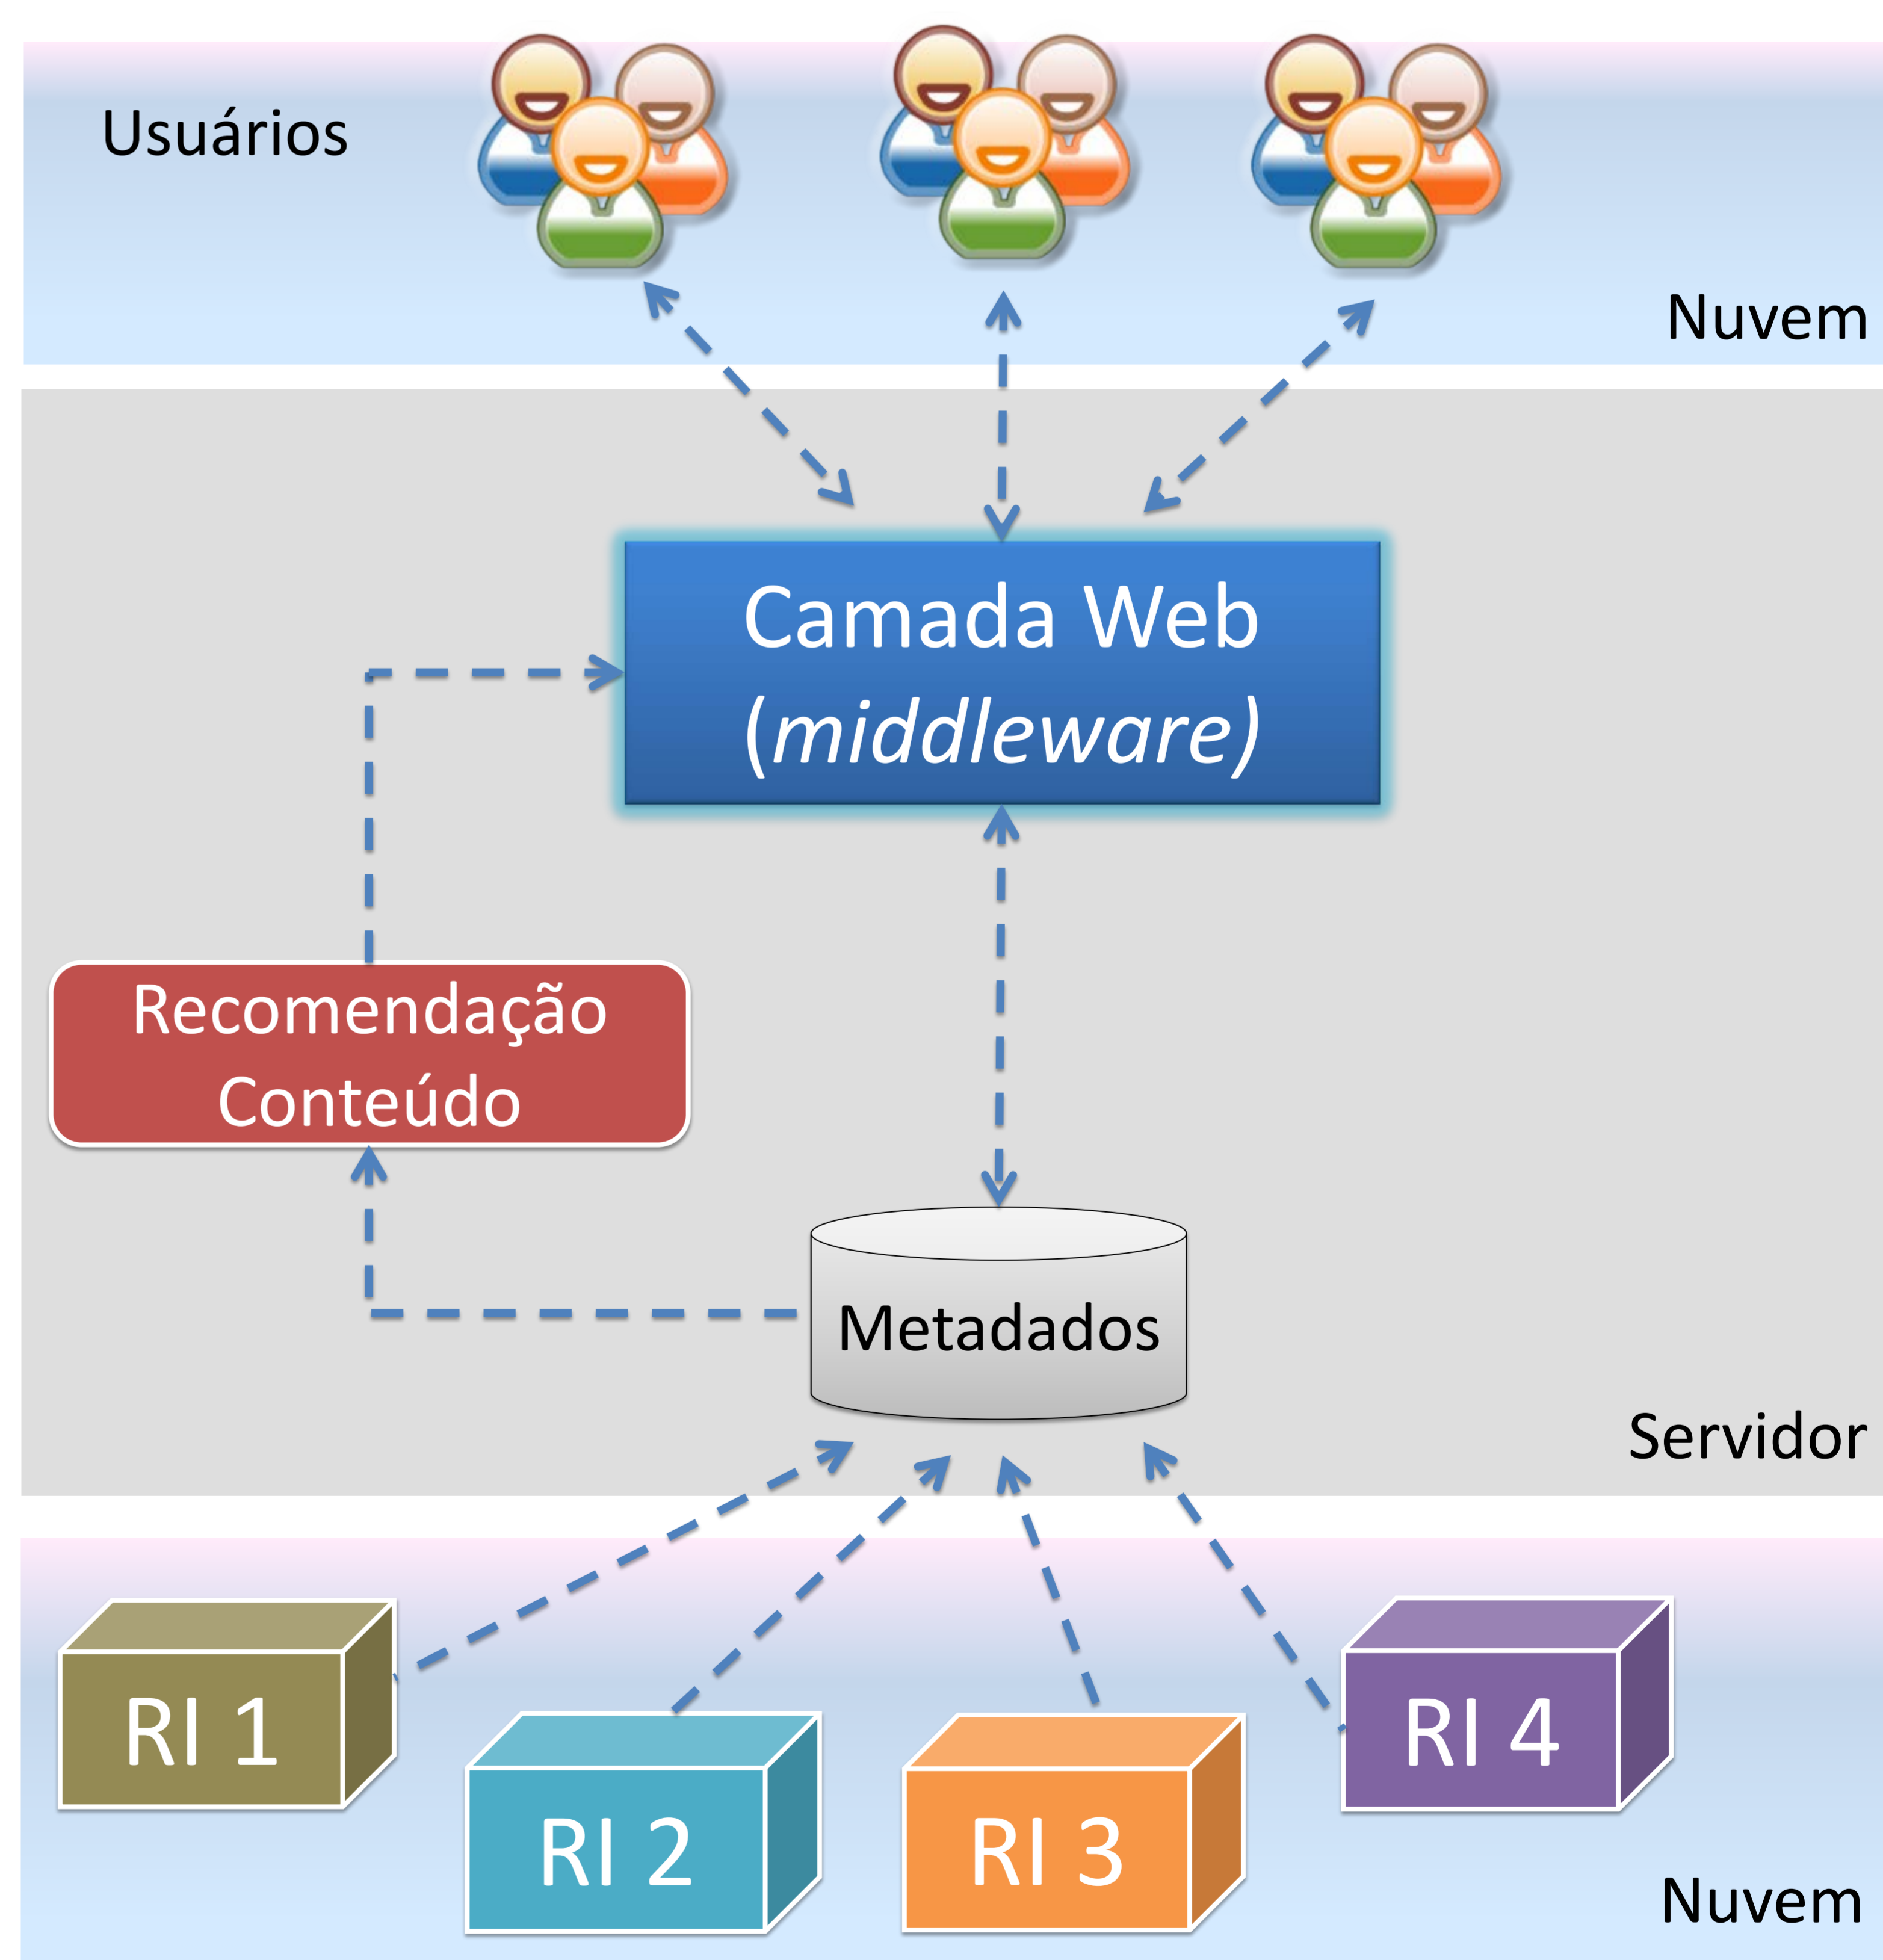 Usuários
Nuvem
Camada Web
(middleware)
Recomendação
Conteúdo
Metadados
Servidor
RI 1
RI 2
RI 3
RI 4
Nuvem